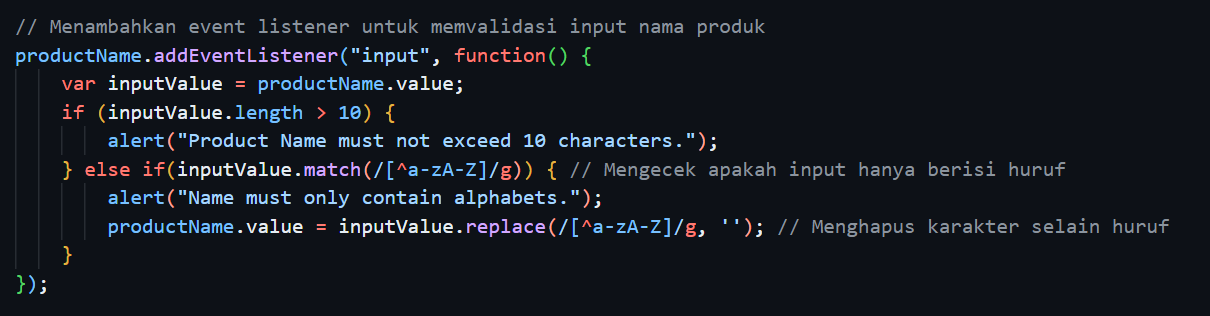 // Menambahkan event listener untuk memvalidasi input nama produk
productName.addEventListener("input", function() {
    var inputValue = productName.value;
    if (inputValue.length > 10) {
        alert("Product Name must not exceed 10 characters.");
    } else if(inputValue.match(/[^a-zA-Z]/g)) { // Mengecek apakah input hanya berisi huruf
        alert("Name must only contain alphabets.");
        productName.value = inputValue.replace(/[^a-zA-Z]/g, ''); // Menghapus karakter selain huruf
    }
});